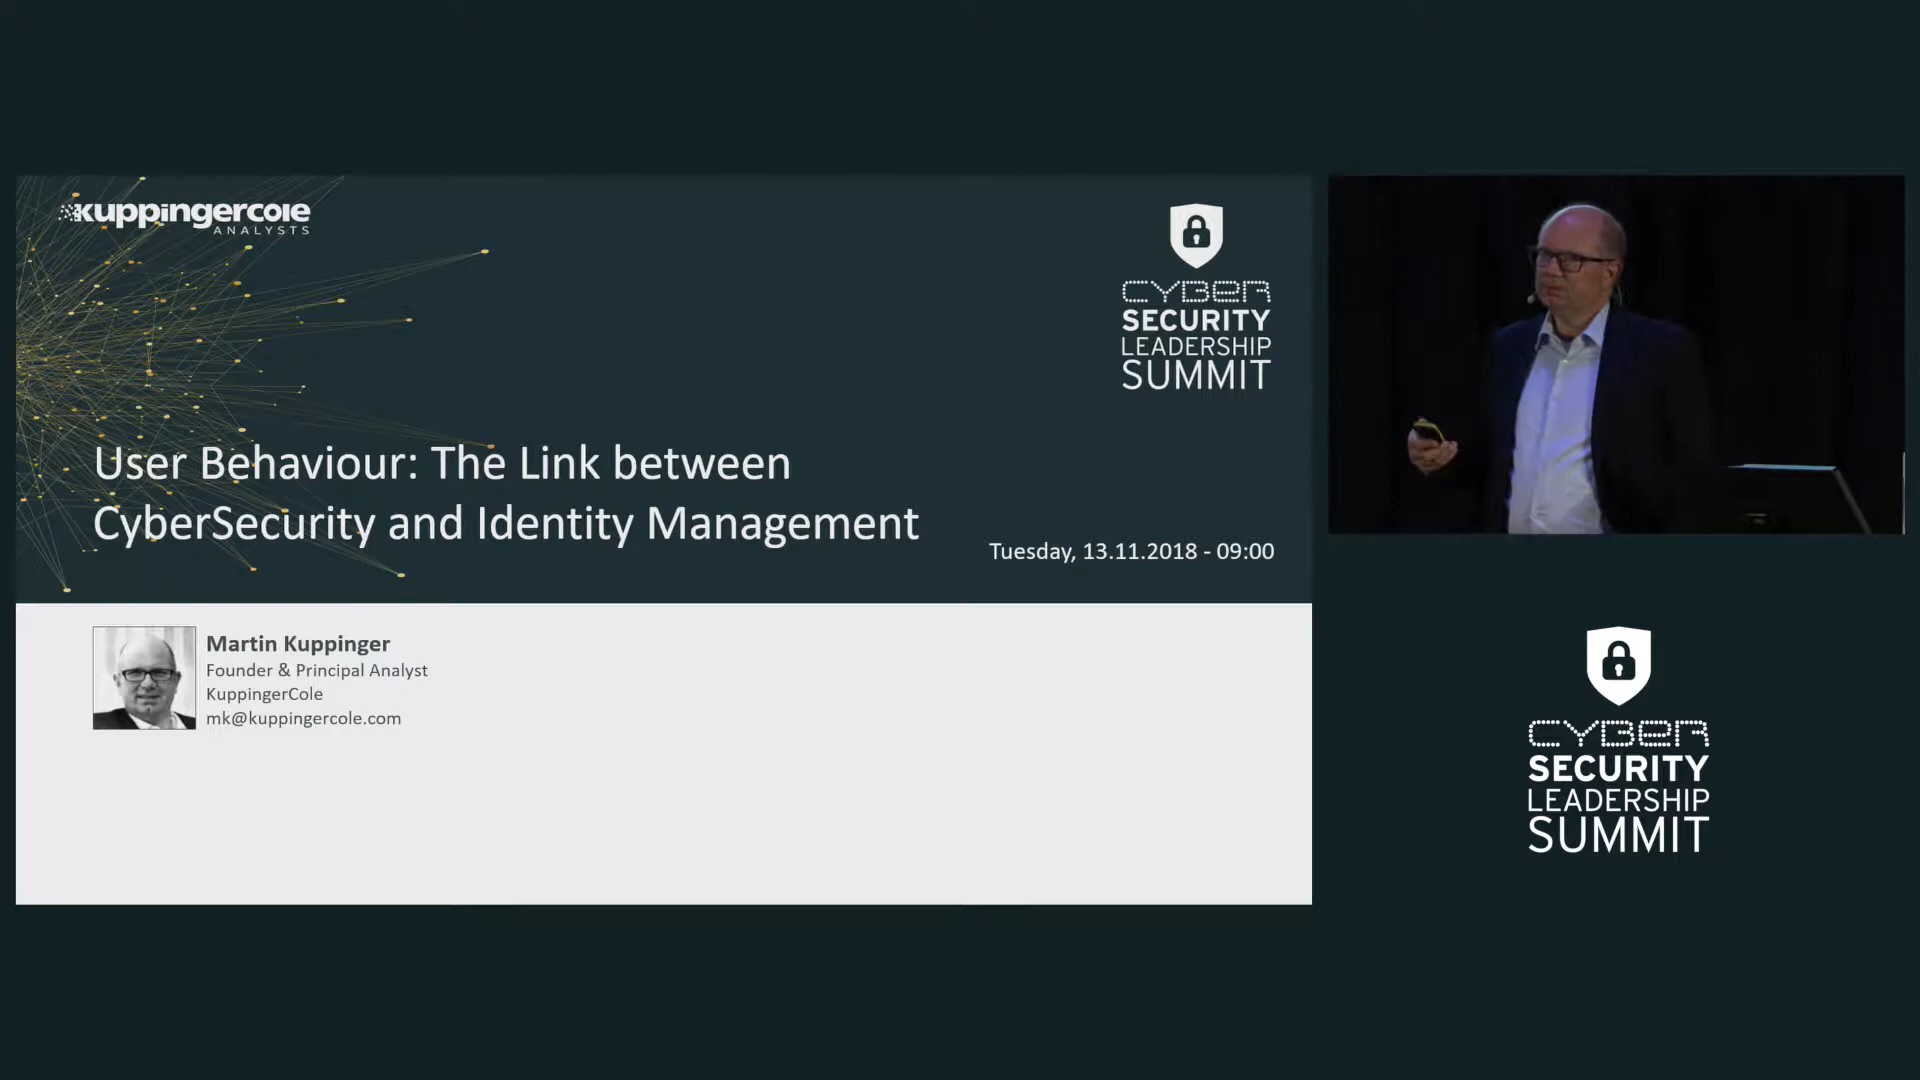 kuppingercole
ANALYSTS
CYBER
SECURITY
LEADERSHIP
SUMMIT
User Behaviour: The Link between
CyberSecurity and Identity Management
Tuesday, 13.11.2018 - 09:00
Martin Kuppinger
Founder & Principal Analyst
KuppingerCole
mk@kuppingercole.com
CYBER
SECURITY
LEADERSHIP
SUMMIT